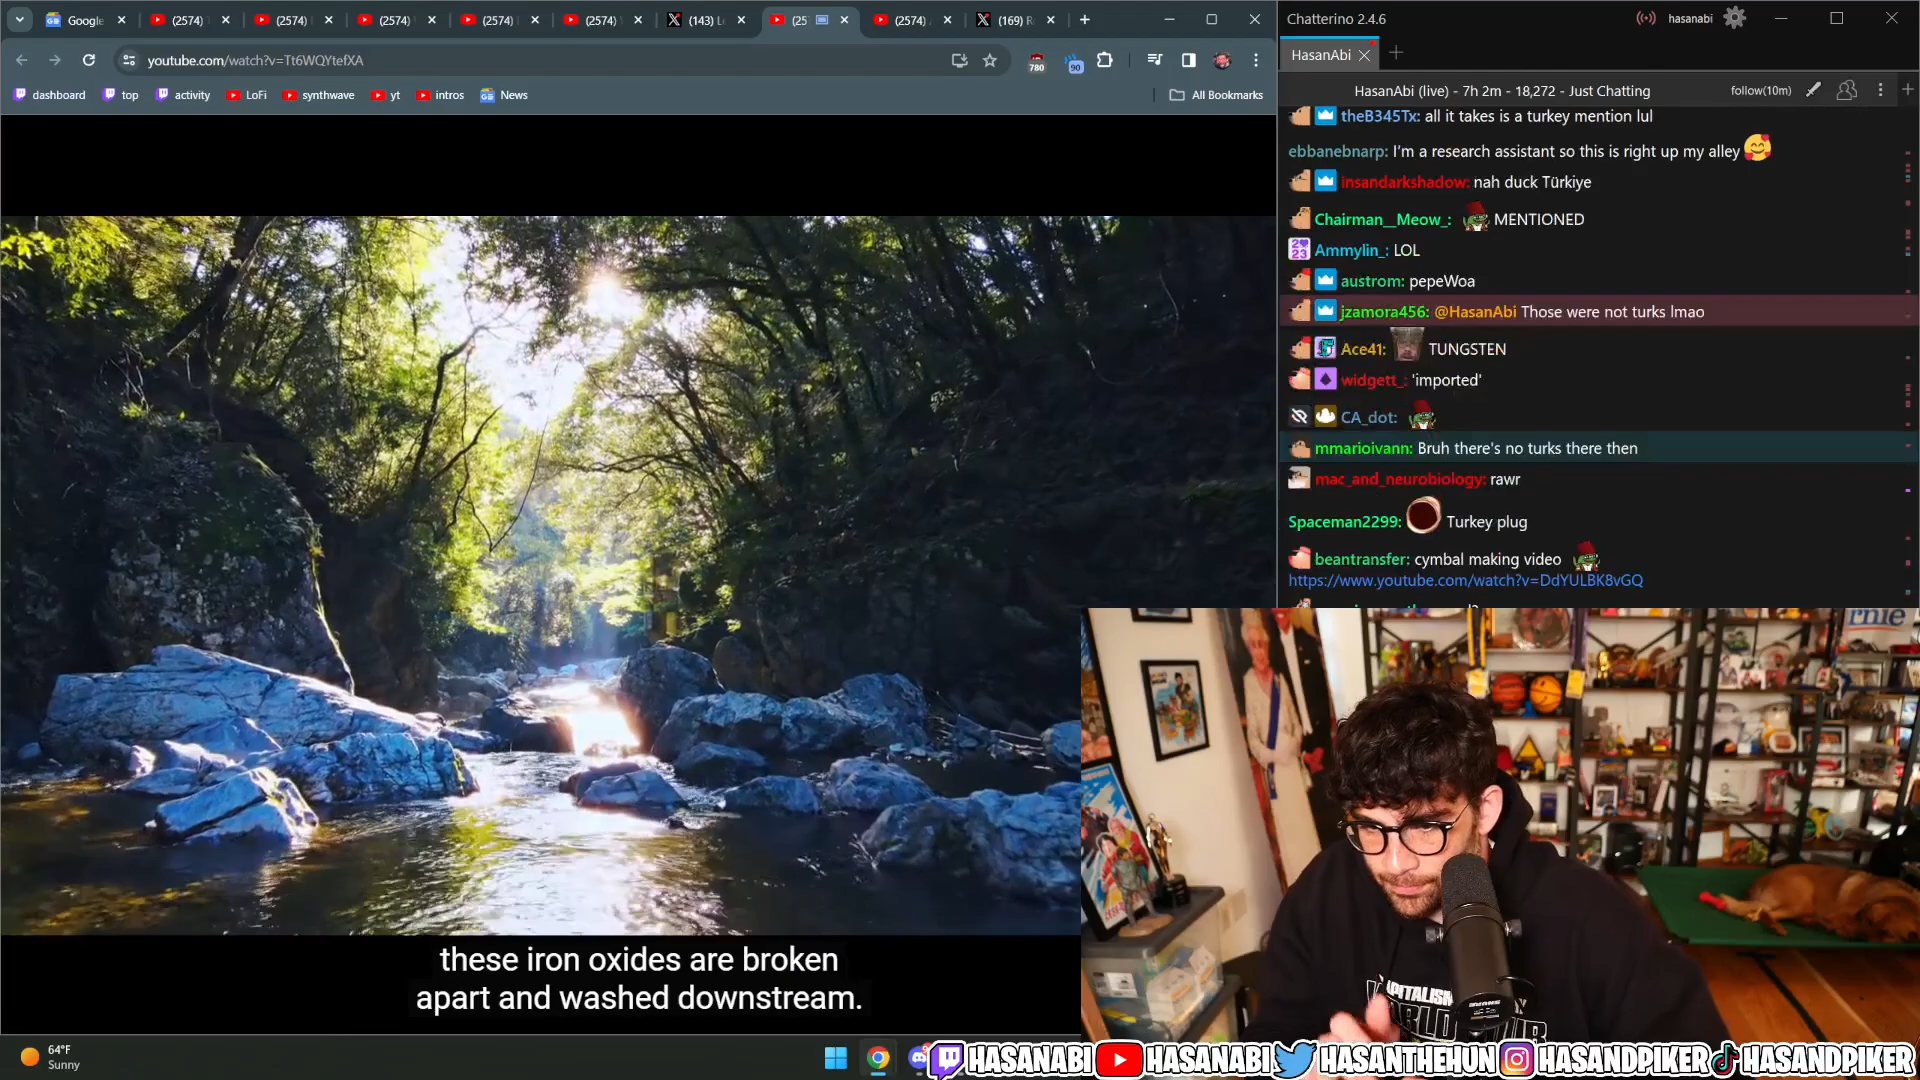 Google
(2574)
(2574)
(2574)
(2574)
(2574)
(143) L
(25
(2574)
(169) R
youtube.com/watch?v=Tt6WQYtefXA
780
90
dashboard
top
activity
LoFi
synthwave
yt
intros
News
All Bookmarks
these iron oxides are broken
apart and washed downstream.
64°F
Sunny
Chatterino 2.4.6
hasanabi
HasanAbi
HasanAbi (live) - 7h 2m - 18,272 - Just Chatting
follow(10m)
theB345Tx: all it takes is a turkey mention lul
ebbanebnarp: I'm a research assistant so this is right up my alley
insandarkshadow: nah duck Türkiye
Chairman__Meow_: MENTIONED
Ammylin_: LOL
austrom: pepeWoa
jzamora456: @HasanAbi Those were not turks lmao
Ace41: TUNGSTEN
widgett_: 'imported'
CA_dot:
mmarioivann: Bruh there's no turks there then
mac_and_neurobiology: rawr
Spaceman2299: Turkey plug
beantransfer: cymbal making video
https://www.youtube.com/watch?v=DdYULBK8vGQ
rnie
HASANABI
HASANABI
HASANTHEHUN
HASANDPIKER
HASANDPIKER